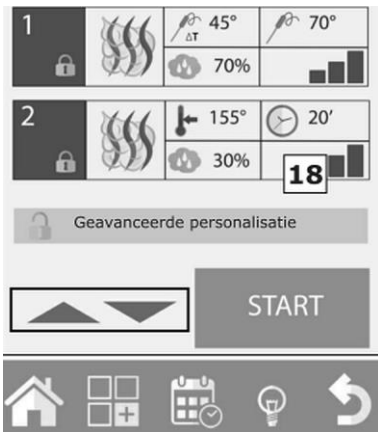 1 45° 70°
ΔT
70%
2 155° 20’
30%
18
Geavanceerde personalisatie
START